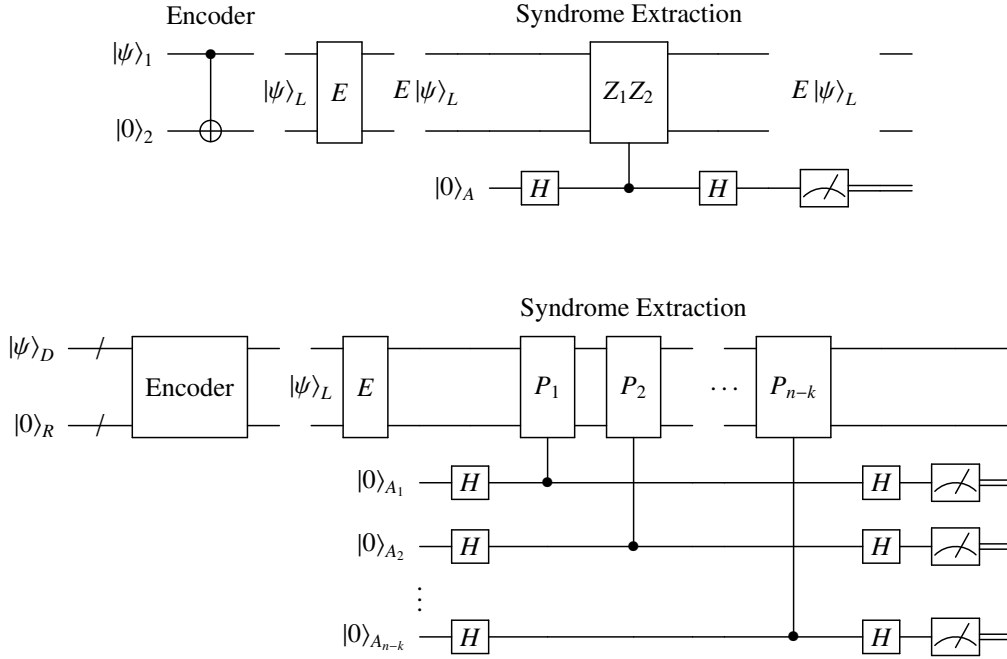 Encoder Syndrome Extraction
|ψ⟩₁ |ψ⟩_L E E |ψ⟩_L Z₁Z₂ E |ψ⟩_L
|0⟩₂
|0⟩_A H H
Syndrome Extraction
|ψ⟩_D
Encoder |ψ⟩_L E P₁ P₂ ⋯ P_{n−k}
|0⟩_R
|0⟩_{A₁} H H
|0⟩_{A₂} H H
⋮
|0⟩_{A_{n−k}} H H